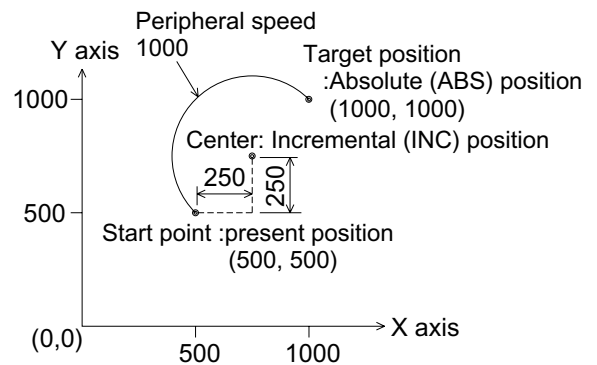 Peripheral speed
1000
Y axis
Target position
:Absolute (ABS) position
(1000, 1000)
1000
Center: Incremental (INC) position
250
250
500
Start point :present position
(500, 500)
(0,0)
X axis
500
1000